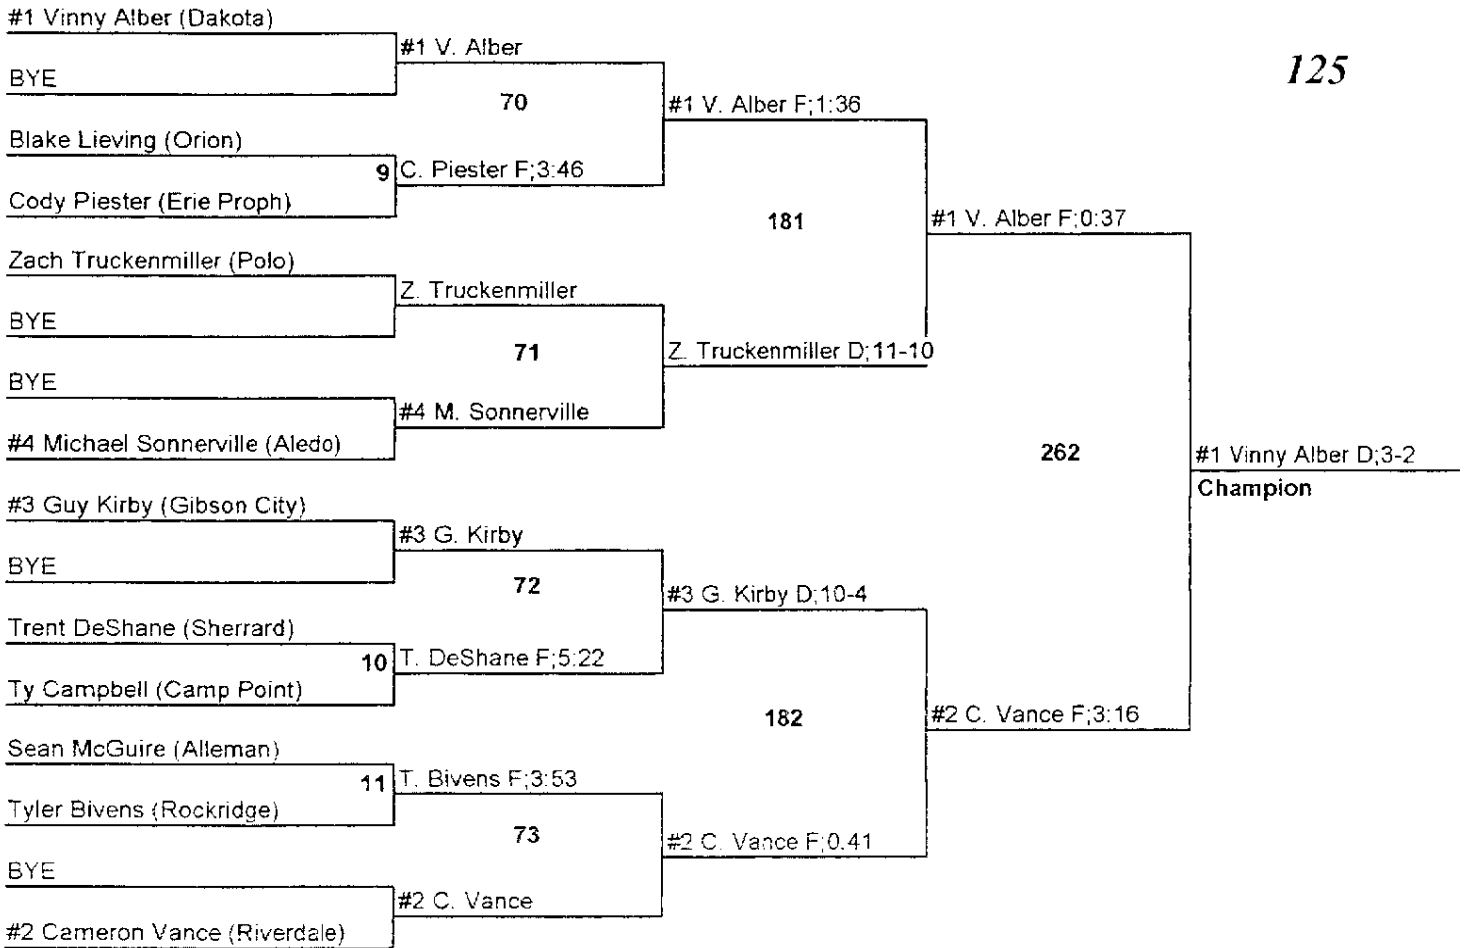 #1 Vinny Alber (Dakota)
BYE
Blake Lieving (Orion)
Cody Piester (Erie Proph)
Zach Truckenmiller (Polo)
BYE
BYE
#4 Michael Sonnerville (Aledo)
#3 Guy Kirby (Gibson City)
BYE
Trent DeShane (Sherrard)
Ty Campbell (Camp Point)
Sean McGuire (Alleman)
Tyler Bivens (Rockridge)
BYE
#2 Cameron Vance (Riverdale)
9
10
11
#1 V. Alber
C. Piester F;3:46
Z. Truckenmiller
#4 M. Sonnerville
#3 G. Kirby
T. DeShane F;5:22
T. Bivens F;3:53
#2 C. Vance
70
71
72
73
#1 V. Alber F;1:36
Z. Truckenmiller D;11-10
#3 G. Kirby D;10-4
#2 C. Vance F;0.41
181
182
#1 V. Alber F;0:37
#2 C. Vance F;3:16
262
#1 Vinny Alber D;3-2
Champion
125